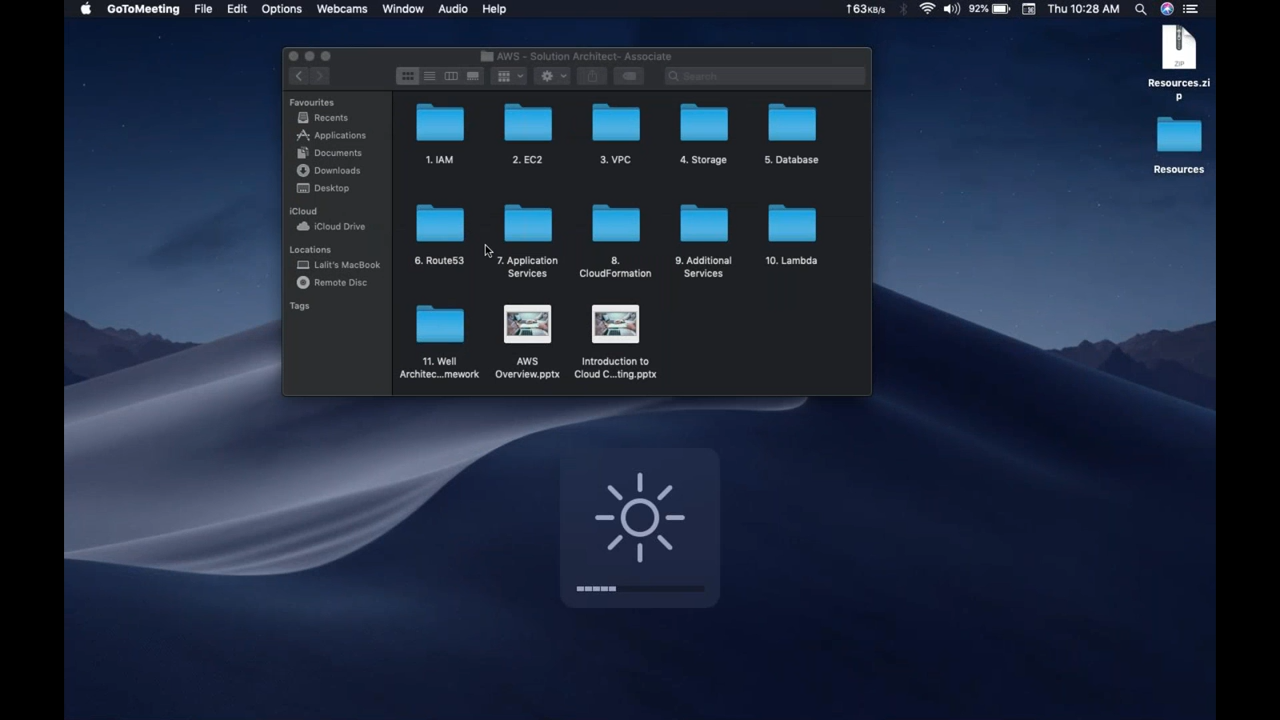 GoToMeeting File Edit Options Webcams Window Audio Help ↑63KB/s 92% Thu 10:28 AM
AWS - Solution Architect- Associate
Search
Favourites
Recents
Applications
Documents
Downloads
Desktop
iCloud
iCloud Drive
Locations
Lalit's MacBook
Remote Disc
Tags
1. IAM
2. EC2
3. VPC
4. Storage
5. Database
6. Route53
7. Application
Services
8.
CloudFormation
9. Additional
Services
10. Lambda
11. Well
Architec...mework
AWS
Overview.pptx
Introduction to
Cloud C...ting.pptx
ZIP
Resources.zi
p
Resources